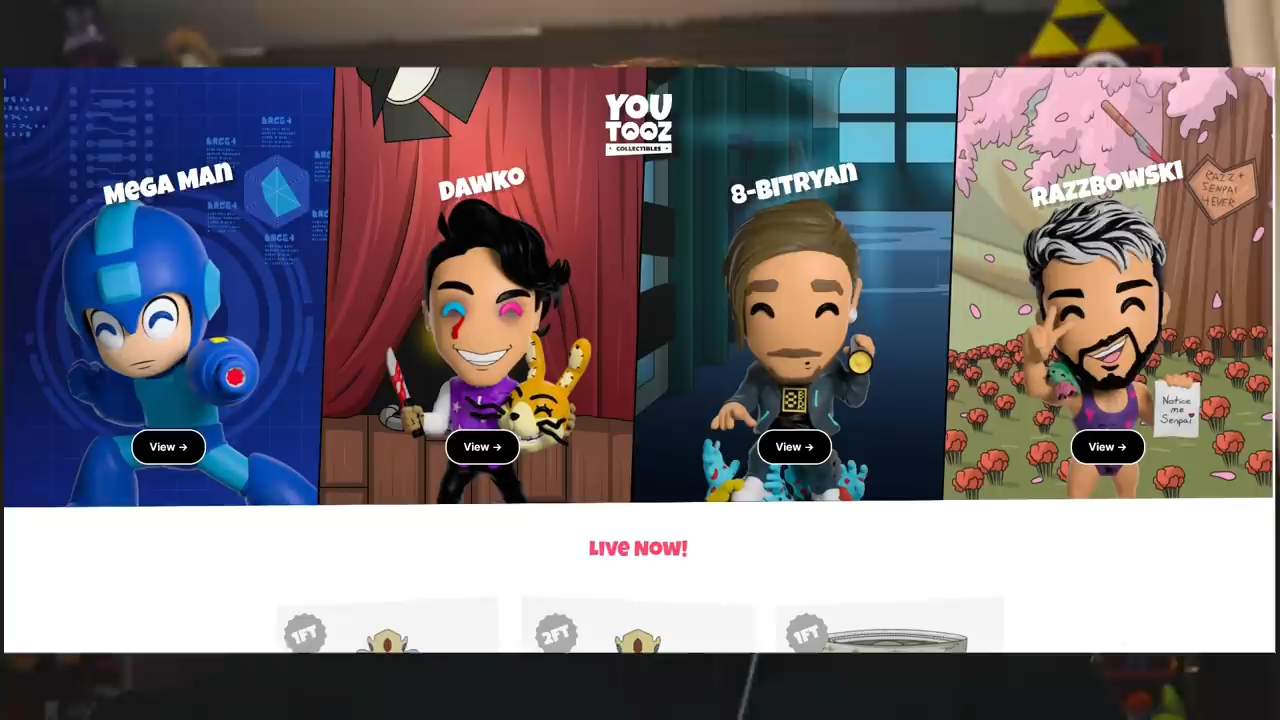 YOU
TOOZ
COLLECTIBLES
MEGA MAN
DAWKO
8-BITRYAN
RAZZBOWSKI
RAZZ +
SENPAI
4EVER
Notice
me
Senpai
View →
View →
View →
View →
LIVE NOW!
1FT
2FT
1FT